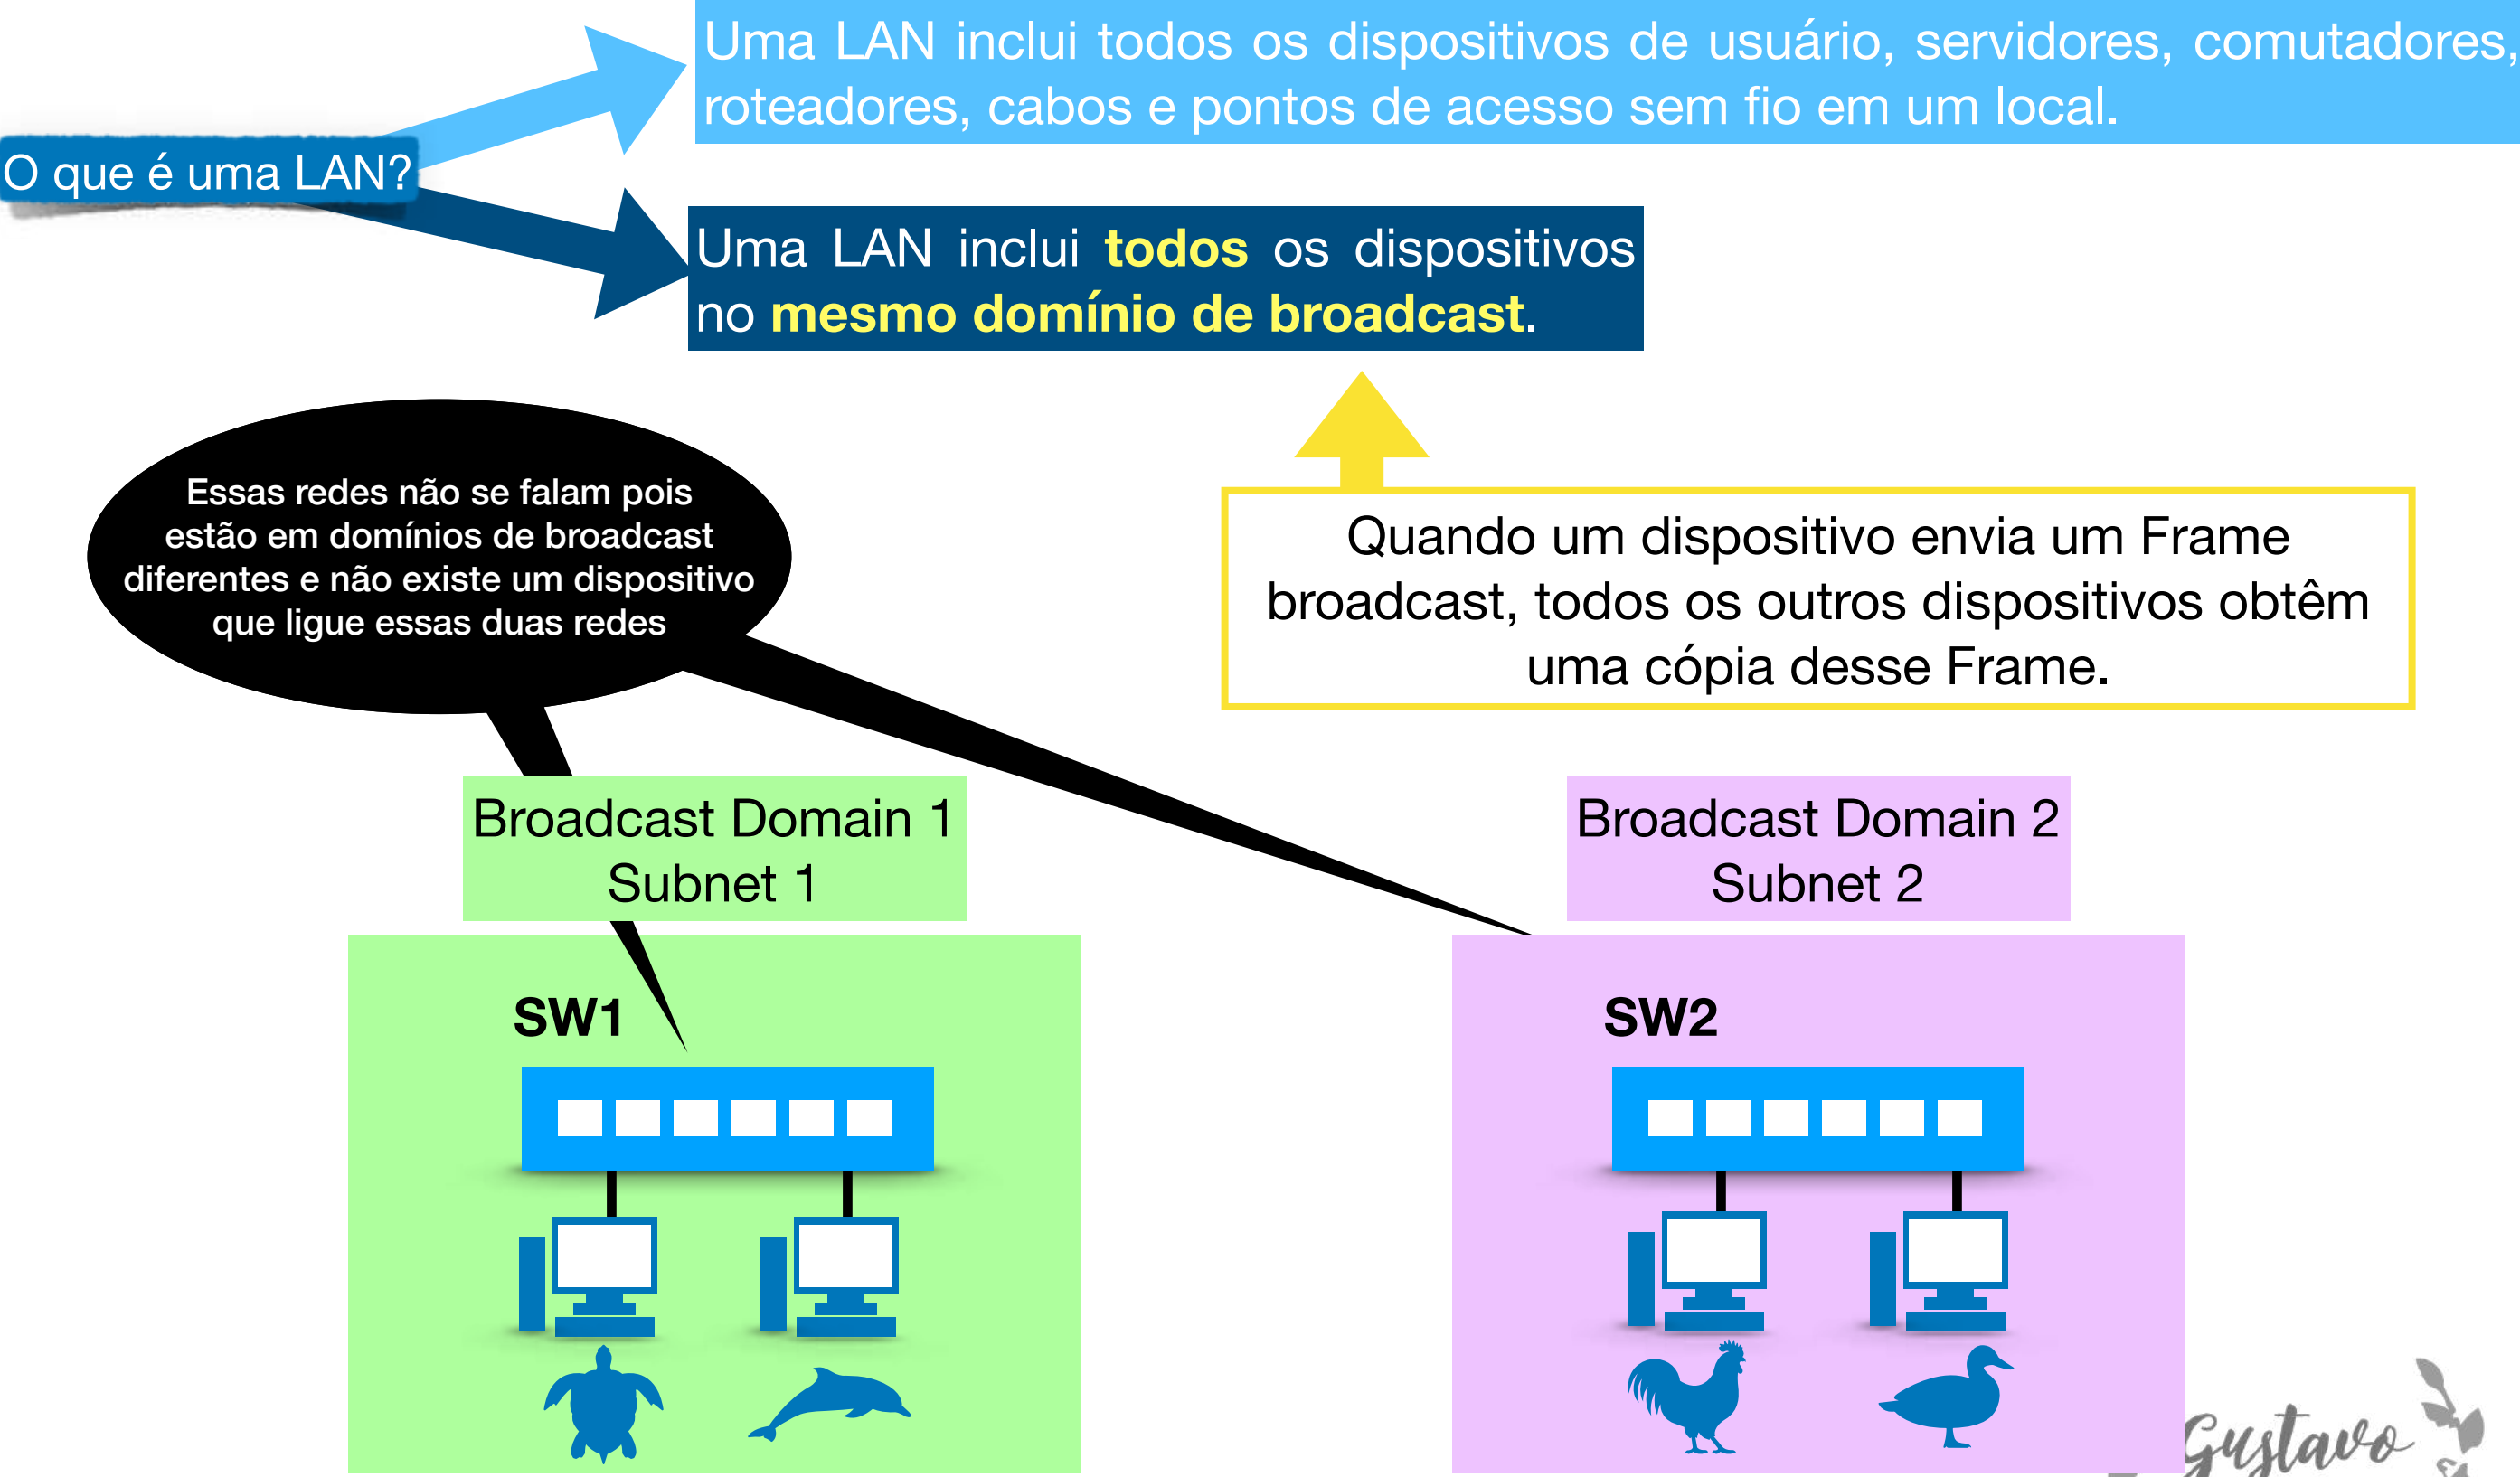 Uma LAN inclui todos os dispositivos de usuário, servidores, comutadores,
roteadores, cabos e pontos de acesso sem fio em um local.
O que é uma LAN?
Uma LAN inclui todos os dispositivos
no mesmo domínio de broadcast.
Essas redes não se falam pois
estão em domínios de broadcast
diferentes e não existe um dispositivo
que ligue essas duas redes
Quando um dispositivo envia um Frame
broadcast, todos os outros dispositivos obtêm
uma cópia desse Frame.
Broadcast Domain 1
Subnet 1
Broadcast Domain 2
Subnet 2
SW1
SW2
Gustavo